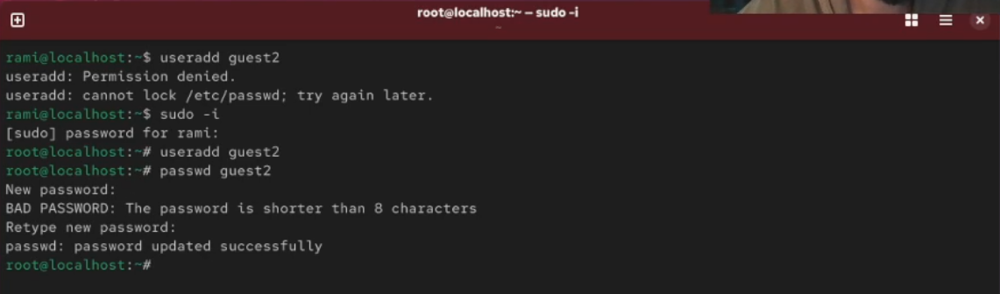 root@localhost:~ — sudo -i
~
rami@localhost:~$ useradd guest2
useradd: Permission denied.
useradd: cannot lock /etc/passwd; try again later.
rami@localhost:~$ sudo -i
[sudo] password for rami:
root@localhost:~# useradd guest2
root@localhost:~# passwd guest2
New password:
BAD PASSWORD: The password is shorter than 8 characters
Retype new password:
passwd: password updated successfully
root@localhost:~#